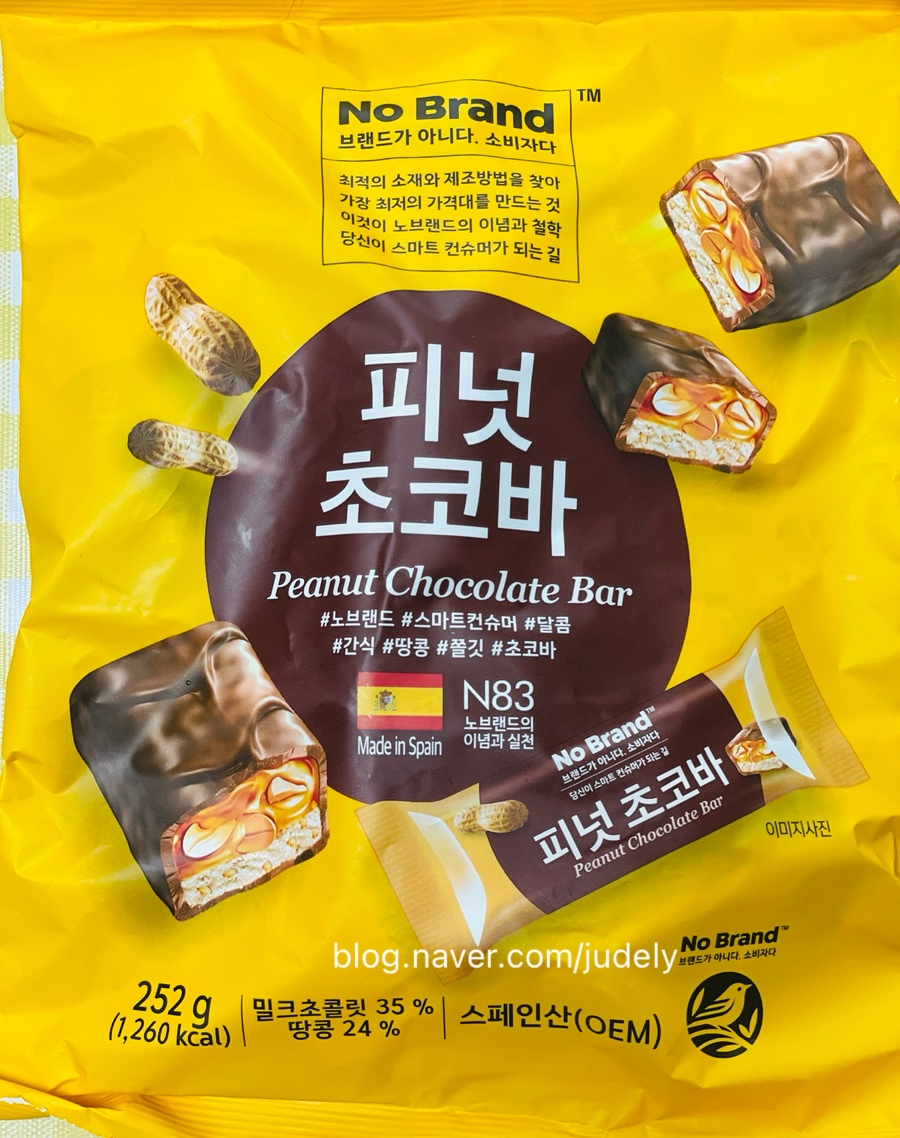 No Brand TM
브랜드가 아니다. 소비자다
최적의 소재와 제조방법을 찾아
가장 최저의 가격대를 만드는 것
이것이 노브랜드의 이념과 철학
당신이 스마트 컨슈머가 되는 길
피넛
초코바
Peanut Chocolate Bar
#노브랜드 #스마트컨슈머 #달콤
#간식 #땅콩 #쫄깃 #초코바
Made in Spain
N83
노브랜드의
이념과 실천
No Brand TM
브랜드가 아니다. 소비자다
당신이 스마트 컨슈머가 되는 길
피넛 초코바
Peanut Chocolate Bar
이미지사진
blog.naver.com/judely
No Brand TM
브랜드가 아니다. 소비자다
252 g
(1,260 kcal)
밀크초콜릿 35 %
땅콩 24 %
스페인산(OEM)